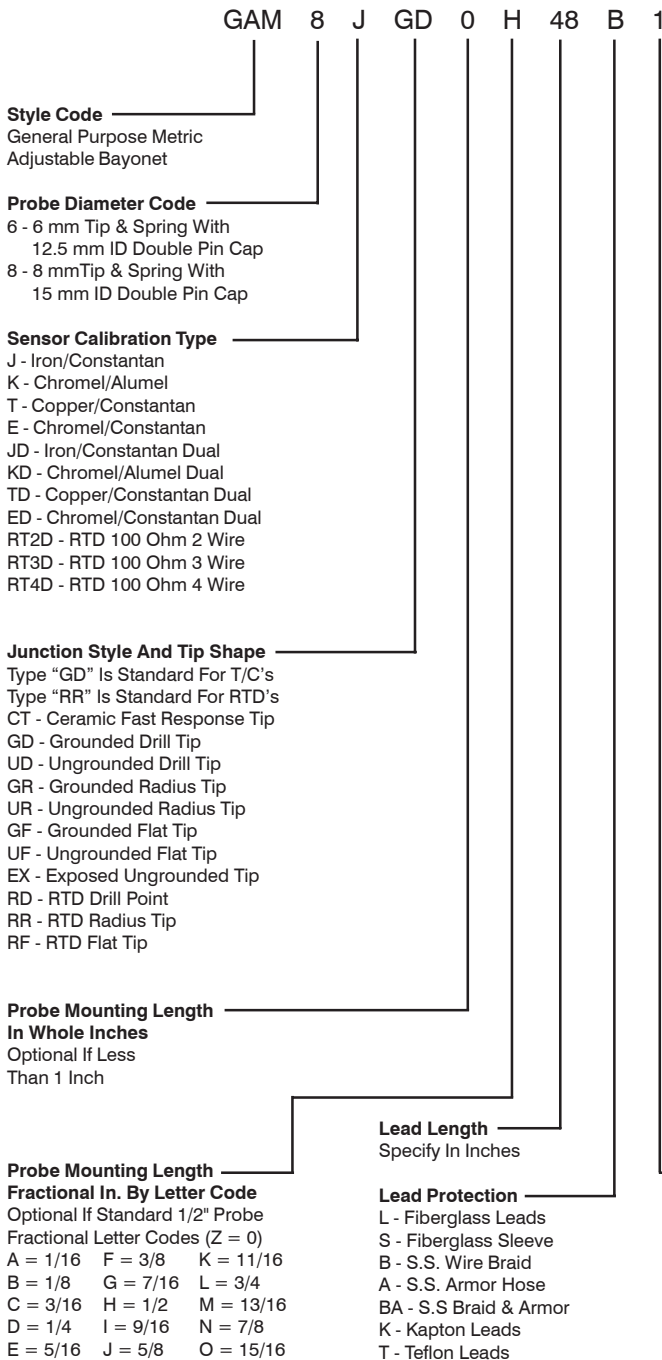 GAM 8 J GD 0 H 48 B 1
Style Code
General Purpose Metric
Adjustable Bayonet
Probe Diameter Code
6 - 6 mm Tip & Spring With
12.5 mm ID Double Pin Cap
8 - 8 mmTip & Spring With
15 mm ID Double Pin Cap
Sensor Calibration Type
J - Iron/Constantan
K - Chromel/Alumel
T - Copper/Constantan
E - Chromel/Constantan
JD - Iron/Constantan Dual
KD - Chromel/Alumel Dual
TD - Copper/Constantan Dual
ED - Chromel/Constantan Dual
RT2D - RTD 100 Ohm 2 Wire
RT3D - RTD 100 Ohm 3 Wire
RT4D - RTD 100 Ohm 4 Wire
Junction Style And Tip Shape
Type “GD” Is Standard For T/C's
Type “RR” Is Standard For RTD's
CT - Ceramic Fast Response Tip
GD - Grounded Drill Tip
UD - Ungrounded Drill Tip
GR - Grounded Radius Tip
UR - Ungrounded Radius Tip
GF - Grounded Flat Tip
UF - Ungrounded Flat Tip
EX - Exposed Ungrounded Tip
RD - RTD Drill Point
RR - RTD Radius Tip
RF - RTD Flat Tip
Probe Mounting Length
In Whole Inches
Optional If Less
Than 1 Inch
Probe Mounting Length
Fractional In. By Letter Code
Optional If Standard 1/2" Probe
Fractional Letter Codes (Z = 0)
A = 1/16 F = 3/8 K = 11/16
B = 1/8 G = 7/16 L = 3/4
C = 3/16 H = 1/2 M = 13/16
D = 1/4 I = 9/16 N = 7/8
E = 5/16 J = 5/8 O = 15/16
Lead Length
Specify In Inches
Lead Protection
L - Fiberglass Leads
S - Fiberglass Sleeve
B - S.S. Wire Braid
A - S.S. Armor Hose
BA - S.S Braid & Armor
K - Kapton Leads
T - Teflon Leads